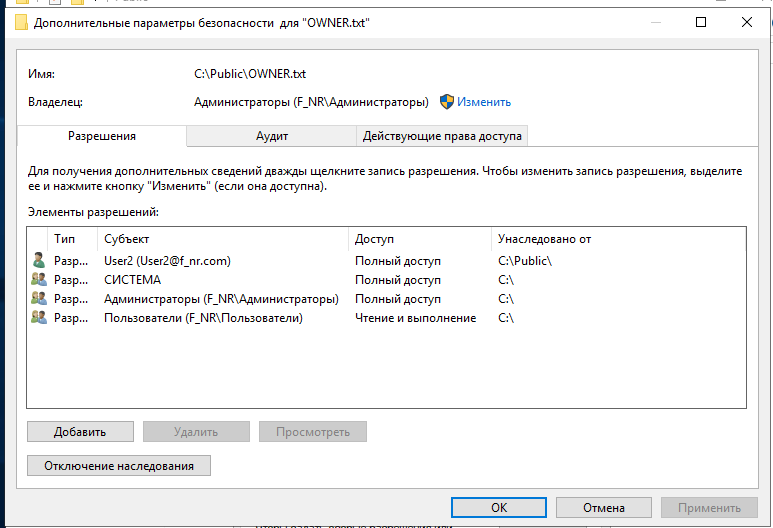 Public
Дополнительные параметры безопасности для "OWNER.txt"
Имя: C:\Public\OWNER.txt
Владелец: Администраторы (F_NR\Администраторы) Изменить
Разрешения Аудит Действующие права доступа
Для получения дополнительных сведений дважды щелкните запись разрешения. Чтобы изменить запись разрешения, выделите
ее и нажмите кнопку "Изменить" (если она доступна).
Элементы разрешений:
Тип Субъект Доступ Унаследовано от
Разр... User2 (User2@f_nr.com) Полный доступ C:\Public\
Разр... СИСТЕМА Полный доступ C:\
Разр... Администраторы (F_NR\Администраторы) Полный доступ C:\
Разр... Пользователи (F_NR\Пользователи) Чтение и выполнение C:\
Добавить Удалить Просмотреть
Отключение наследования
ОК Отмена Применить